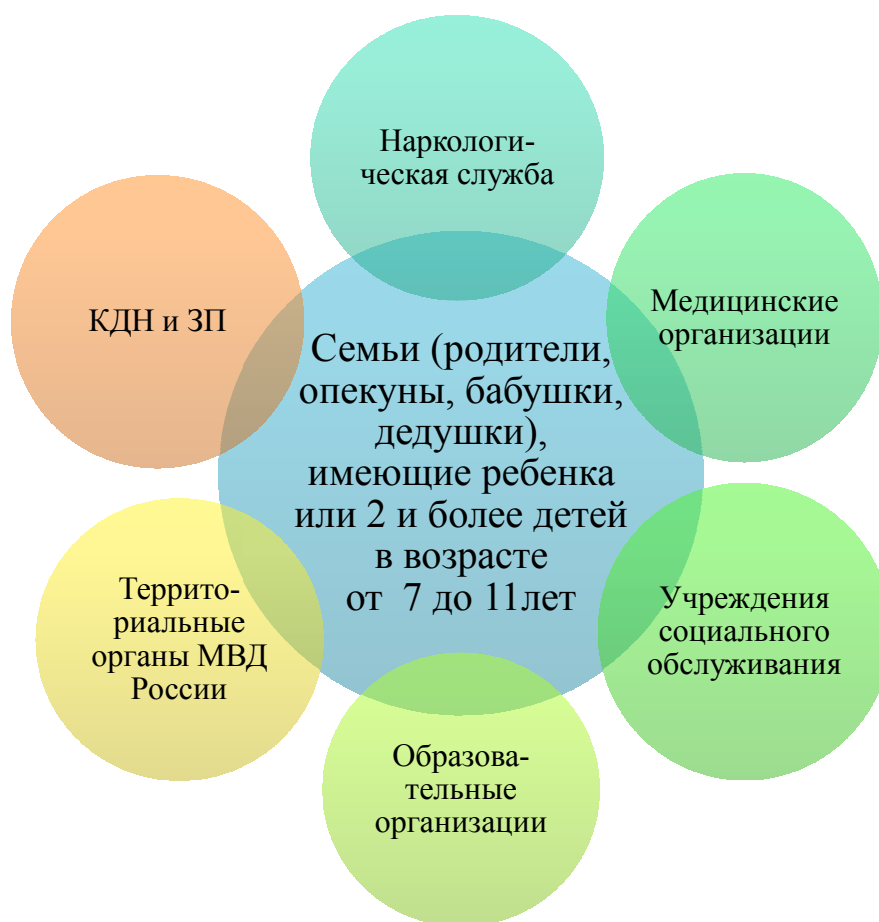 Наркологи-
ческая служба
Медицинские
организации
Учреждения
социального
обслуживания
Образова-
тельные
организации
Террито-
риальные
органы МВД
России
КДН и ЗП
Семьи (родители,
опекуны, бабушки,
дедушки),
имеющие ребенка
или 2 и более детей
в возрасте
от  7 до 11лет